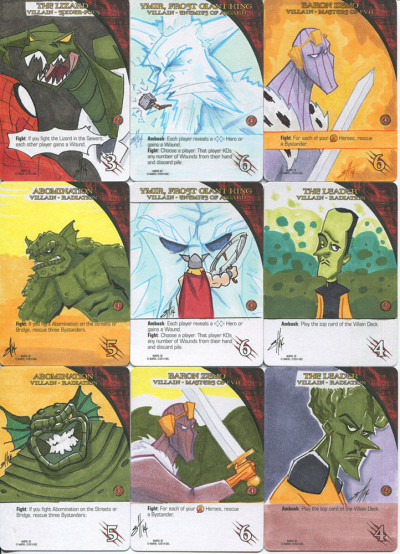 THE LIZARD
VILLAIN - SPIDER-FOES
Fight: If you fight the Lizard in the Sewers,
each other player gains a Wound.
3
YMIR, FROST GIANT KING
VILLAIN - ENEMIES OF ASGARD
Ambush: Each player reveals a Hero or
gains a Wound.
Fight: Choose a player. That player KOs
any number of Wounds from their hand
and discard pile.
6
BARON ZEMO
VILLAIN - MASTERS OF EVIL
Fight: For each of your Heroes, rescue
a Bystander.
6
ABOMINATION
VILLAIN - RADIATION
Fight: If you fight Abomination on the Streets or
Bridge, rescue three Bystanders.
5
YMIR, FROST GIANT KING
VILLAIN - ENEMIES OF ASGARD
Ambush: Each player reveals a Hero or
gains a Wound.
Fight: Choose a player. That player KOs
any number of Wounds from their hand
and discard pile.
6
THE LEADER
VILLAIN - RADIATION
Ambush: Play the top card of the Villain Deck.
4
ABOMINATION
VILLAIN - RADIATION
Fight: If you fight Abomination on the Streets or
Bridge, rescue three Bystanders.
5
BARON ZEMO
VILLAIN - MASTERS OF EVIL
Fight: For each of your Heroes, rescue
a Bystander.
6
THE LEADER
VILLAIN - RADIATION
Ambush: Play the top card of the Villain Deck.
4